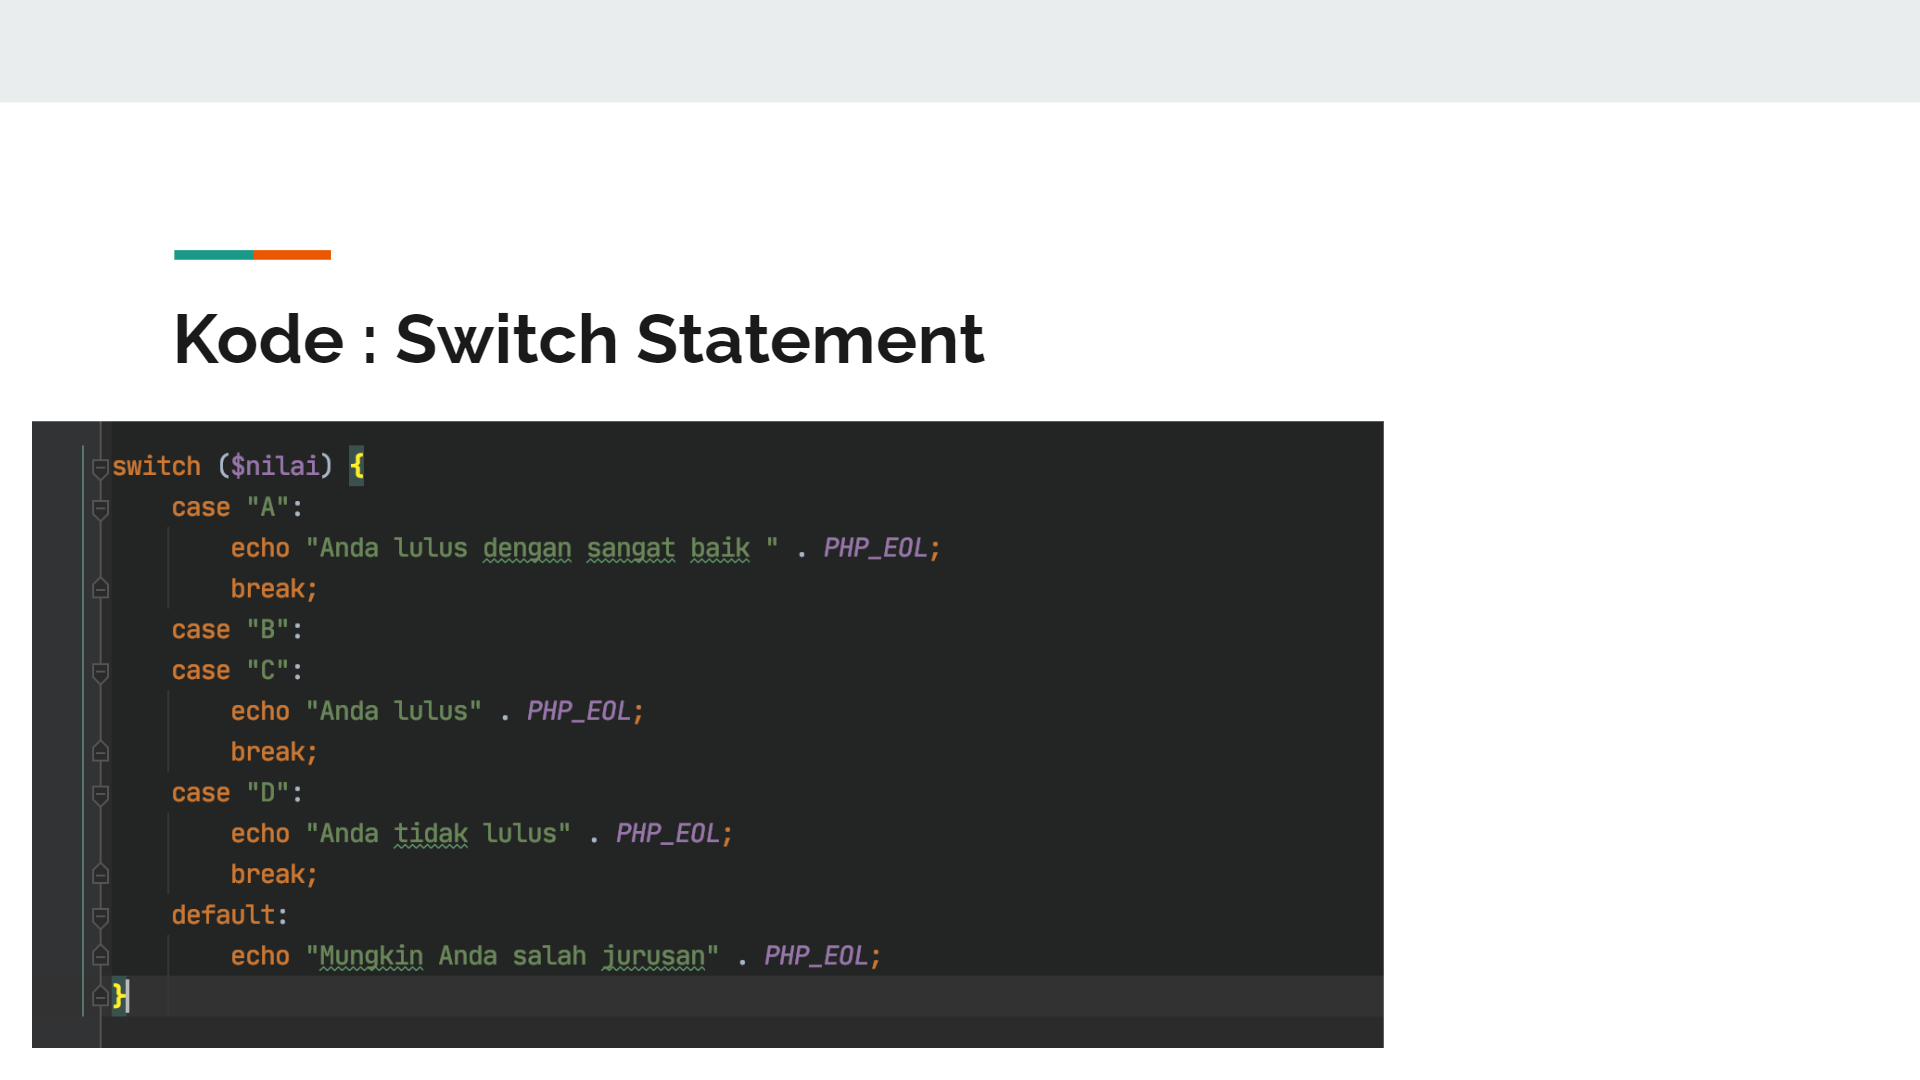 Kode : Switch Statement
switch ($nilai) {
    case "A":
        echo "Anda lulus dengan sangat baik " . PHP_EOL;
        break;
    case "B":
    case "C":
        echo "Anda lulus" . PHP_EOL;
        break;
    case "D":
        echo "Anda tidak lulus" . PHP_EOL;
        break;
    default:
        echo "Mungkin Anda salah jurusan" . PHP_EOL;
}